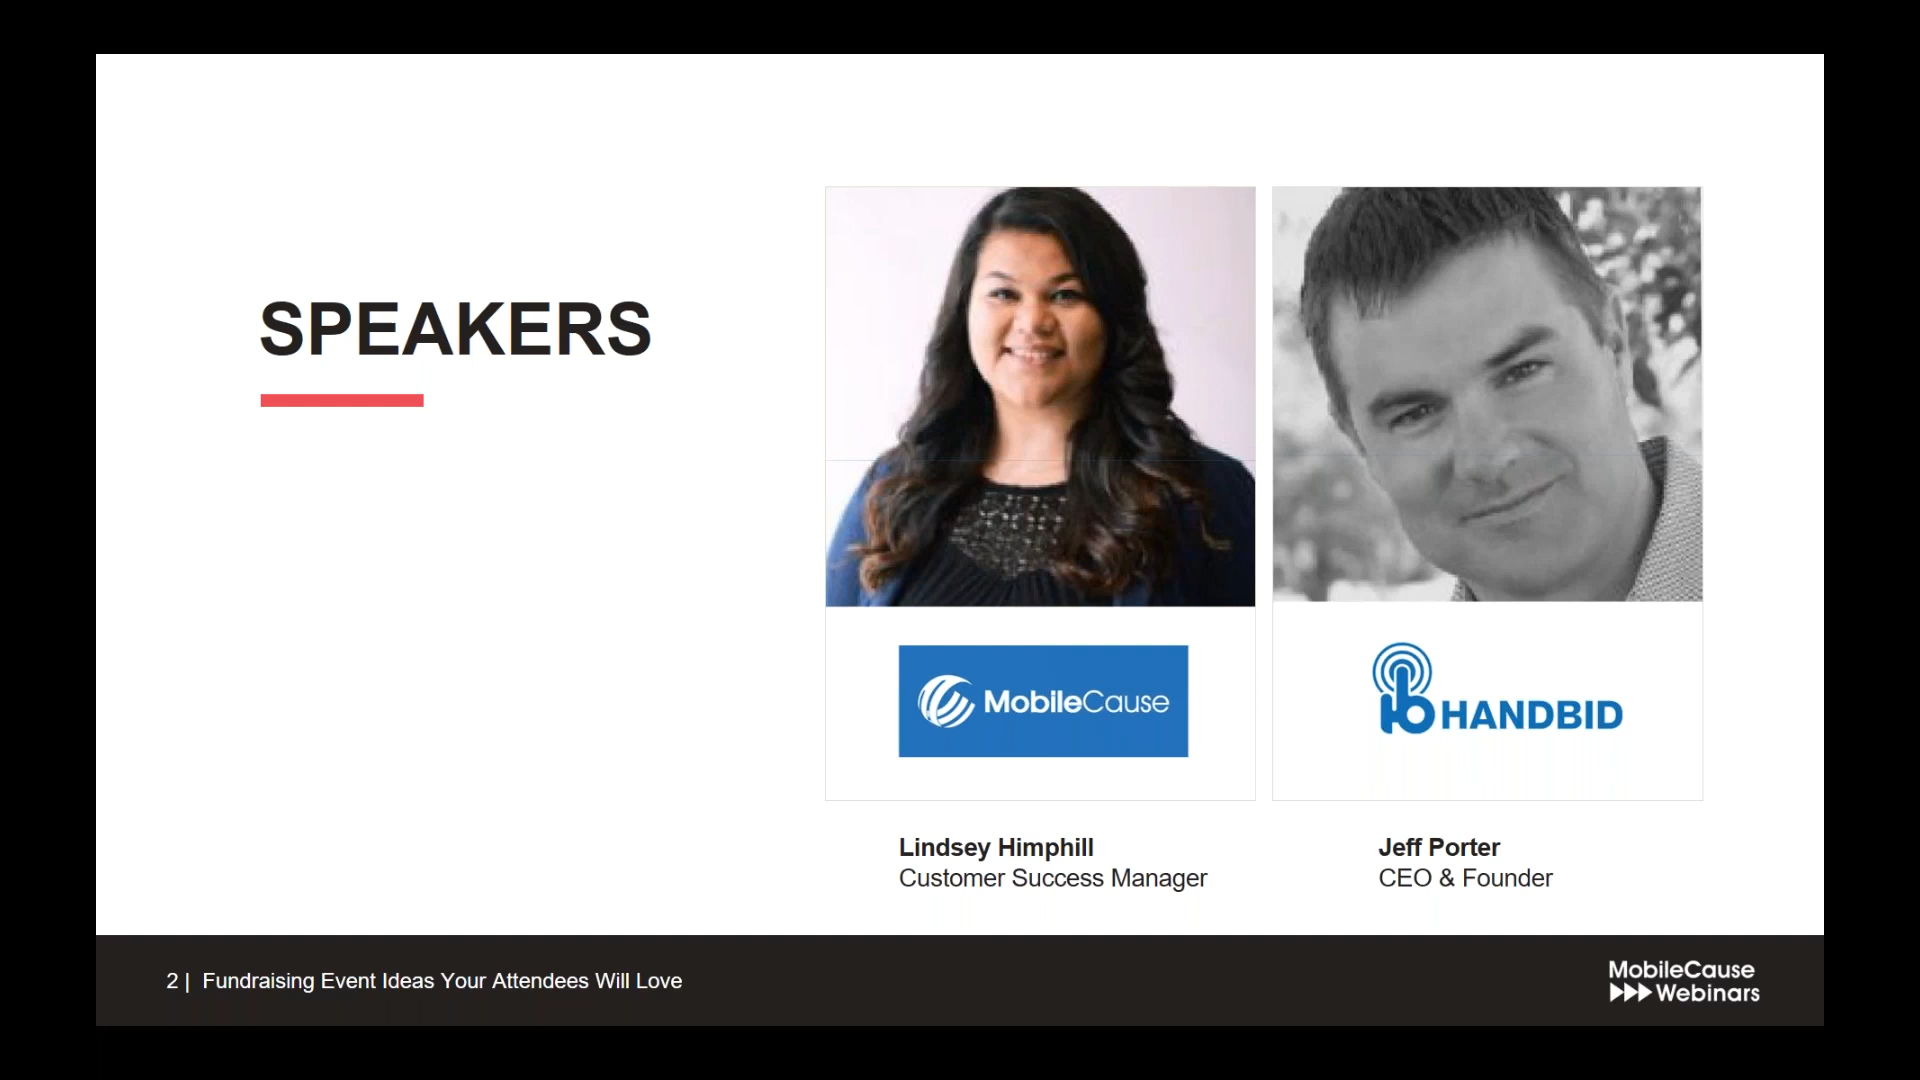 SPEAKERS
MobileCause
HANDBID
Lindsey Himphill
Customer Success Manager
Jeff Porter
CEO & Founder
2 | Fundraising Event Ideas Your Attendees Will Love
MobileCause
Webinars